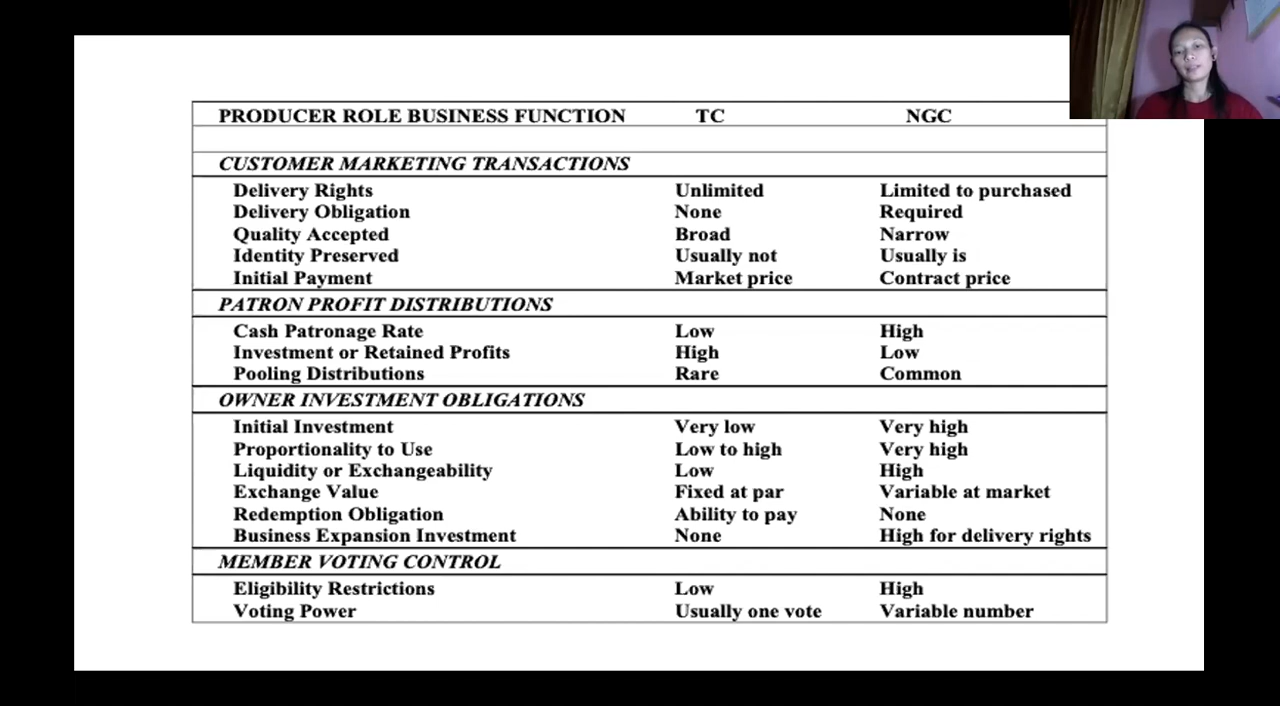 PRODUCER ROLE BUSINESS FUNCTION TC NGC
CUSTOMER MARKETING TRANSACTIONS
Delivery Rights Unlimited Limited to purchased
Delivery Obligation None Required
Quality Accepted Broad Narrow
Identity Preserved Usually not Usually is
Initial Payment Market price Contract price
PATRON PROFIT DISTRIBUTIONS
Cash Patronage Rate Low High
Investment or Retained Profits High Low
Pooling Distributions Rare Common
OWNER INVESTMENT OBLIGATIONS
Initial Investment Very low Very high
Proportionality to Use Low to high Very high
Liquidity or Exchangeability Low High
Exchange Value Fixed at par Variable at market
Redemption Obligation Ability to pay None
Business Expansion Investment None High for delivery rights
MEMBER VOTING CONTROL
Eligibility Restrictions Low High
Voting Power Usually one vote Variable number